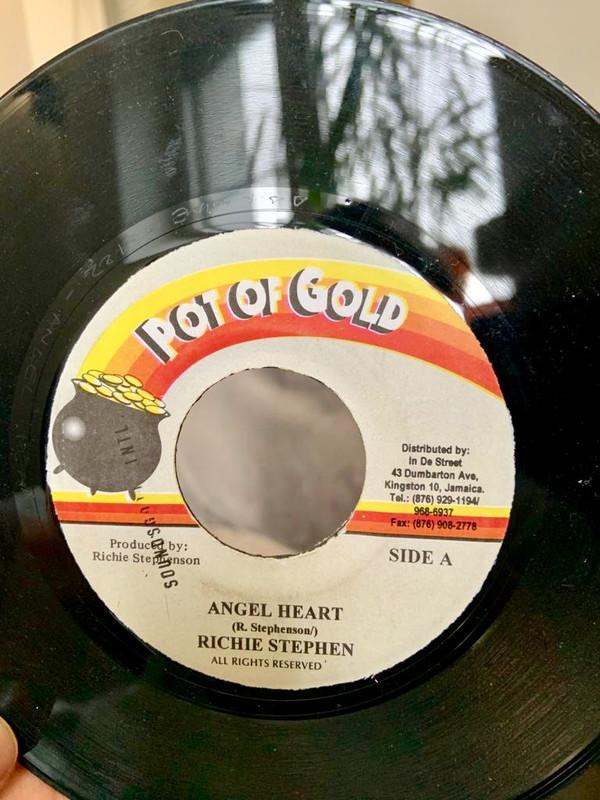 POT OF GOLD
INTL
Distributed by:
In De Street
43 Dumbarton Ave,
Kingston 10, Jamaica.
Tel.: (876) 929-1194/
968-6937
Fax: (876) 908-2778
Produced by:
Richie Stephenson
SIDE A
ANGEL HEART
(R. Stephenson/)
RICHIE STEPHEN
ALL RIGHTS RESERVED